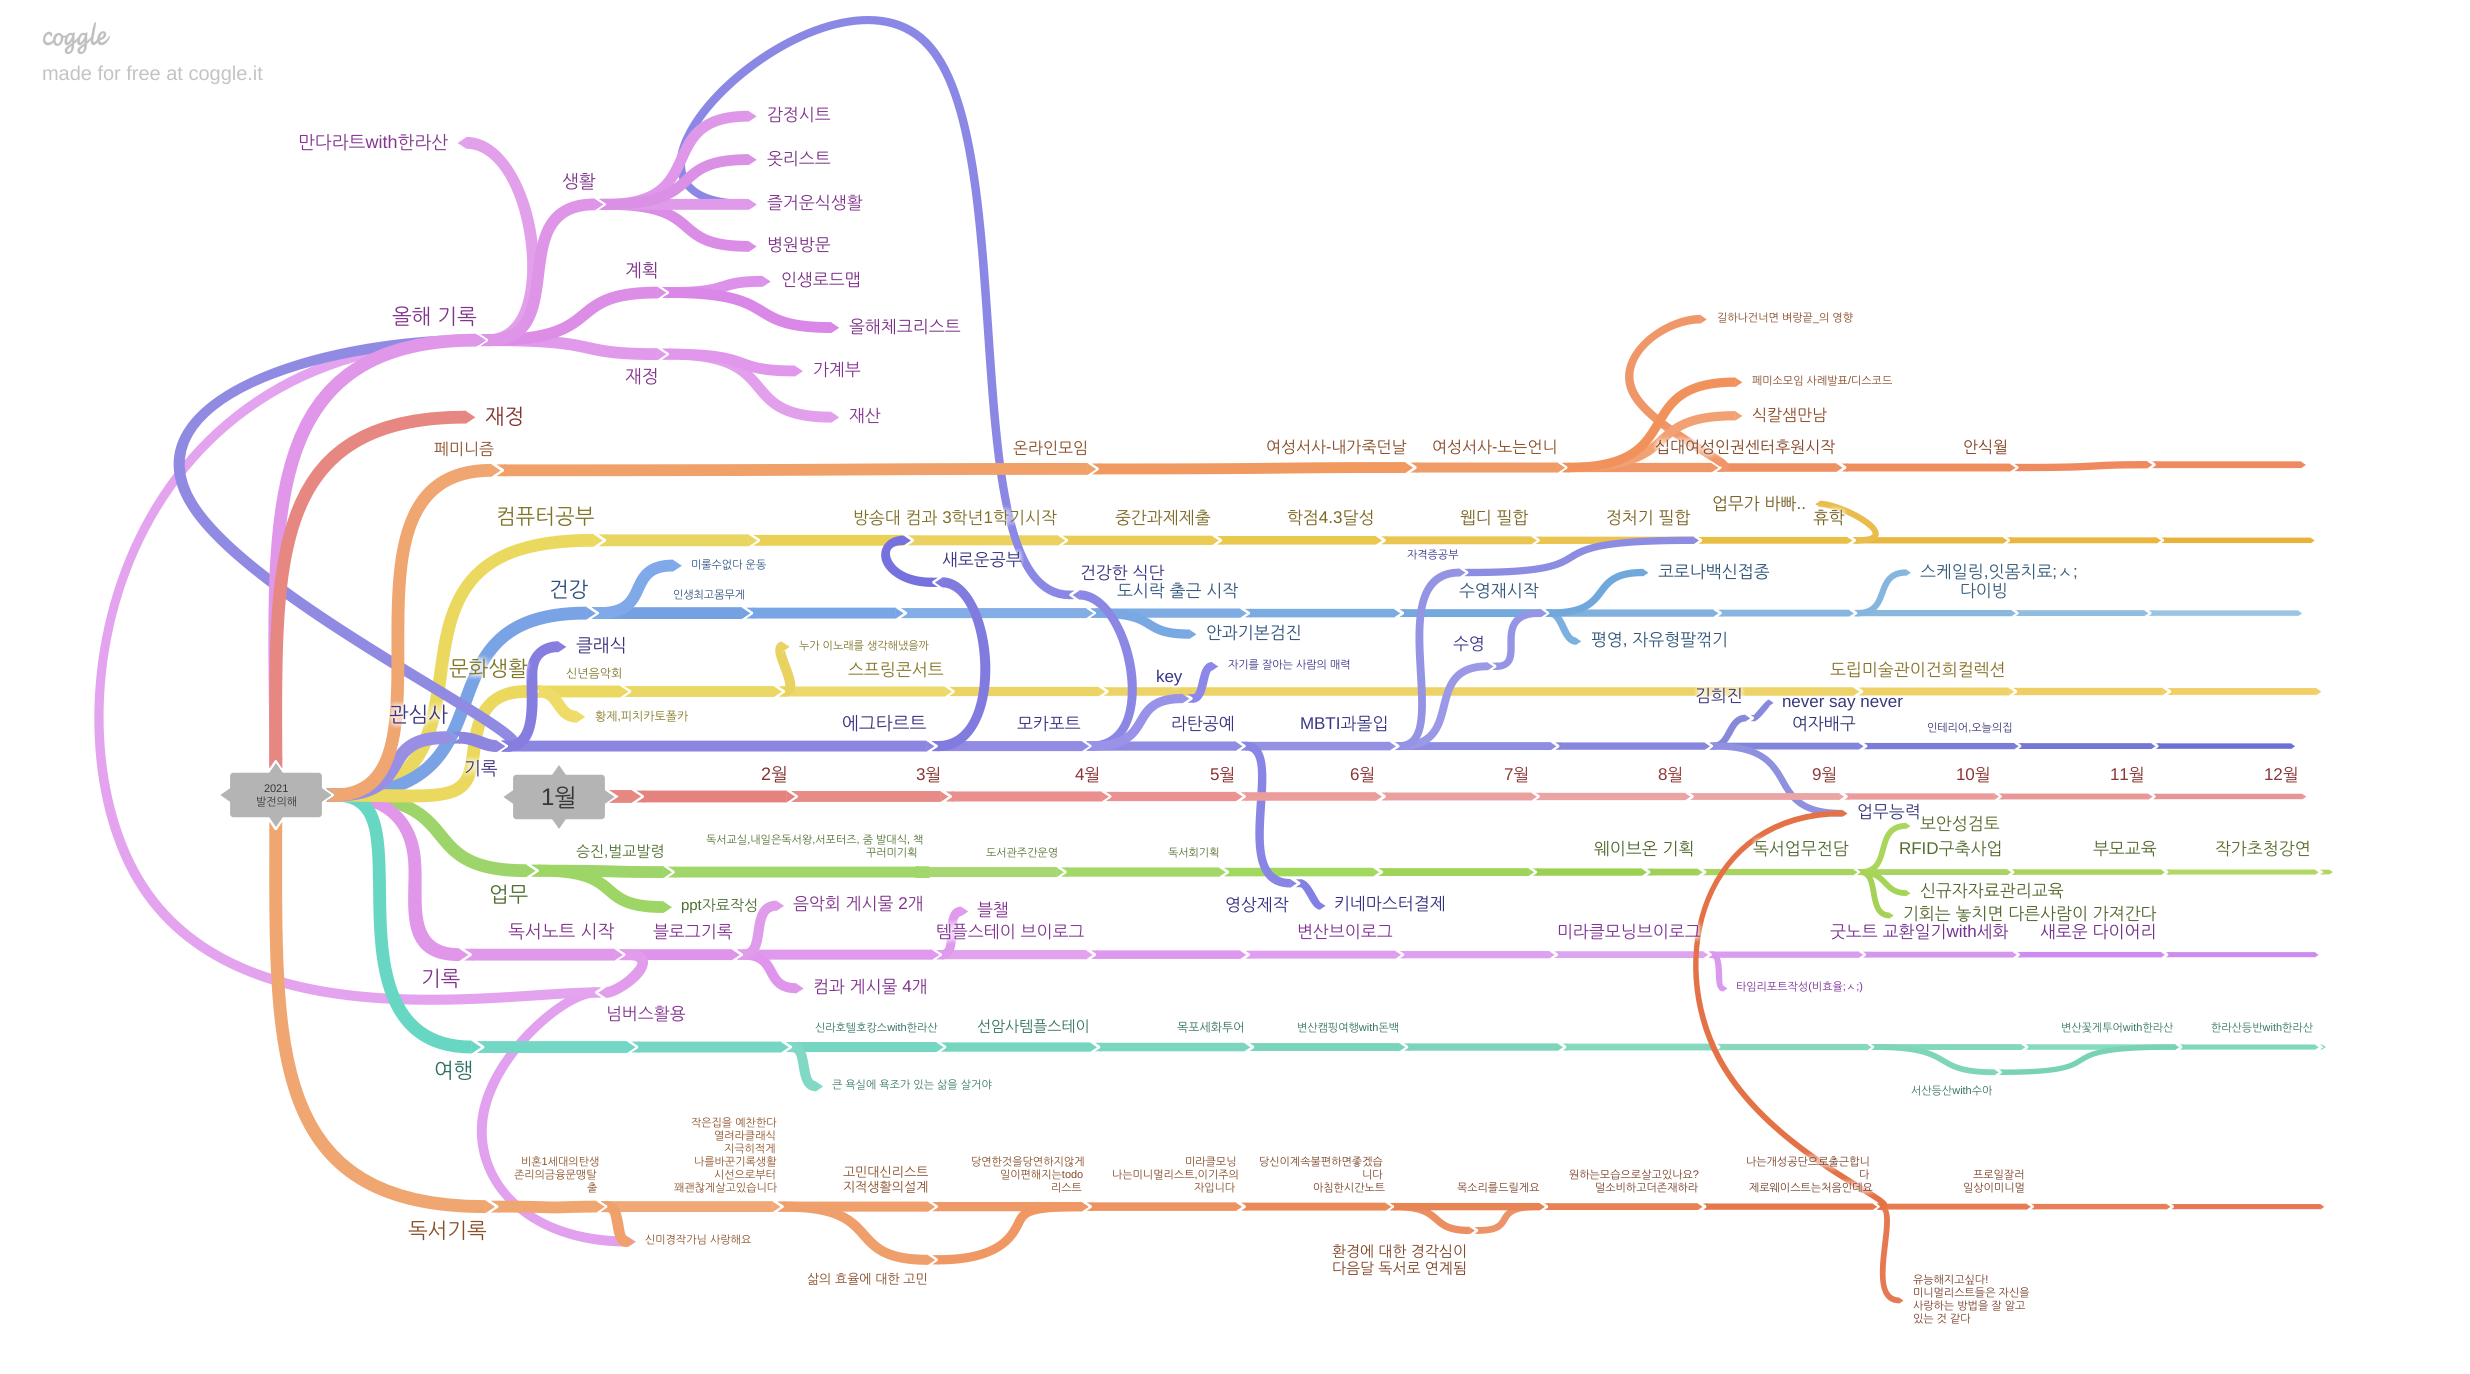 coggle
made for free at coggle.it
만다라트with한라산
생활
감정시트
옷리스트
즐거운식생활
병원방문
계획
인생로드맵
올해체크리스트
올해 기록
재정
가계부
재산
재정
길하나건너면 벼랑끝_의 영향
페미소모임 사례발표/디스코드
식칼샘만남
페미니즘
온라인모임
여성서사-내가죽던날
여성서사-노는언니
십대여성인권센터후원시작
안식월
컴퓨터공부
방송대 컴과 3학년1학기시작
중간과제제출
학점4.3달성
웹디 필합
정처기 필합
업무가 바빠..
휴학
새로운공부
자격증공부
건강
미룰수없다 운동
인생최고몸무게
건강한 식단
도시락 출근 시작
안과기본검진
수영재시작
코로나백신접종
평영, 자유형팔꺾기
스케일링,잇몸치료;ㅅ;
다이빙
문화생활
신년음악회
황제,피치카토폴카
누가 이노래를 생각해냈을까
스프링콘서트
도립미술관이건희컬렉션
관심사
클래식
기록
에그타르트
모카포트
key
자기를 잘아는 사람의 매력
라탄공예
MBTI과몰입
수영
김희진
never say never
여자배구
인테리어,오늘의집
2021
발전의해
1월
2월
3월
4월
5월
6월
7월
8월
9월
10월
11월
12월
업무능력
업무
승진,벌교발령
ppt자료작성
독서교실,내일은독서왕,서포터즈, 줌 발대식, 책
꾸러미기획
도서관주간운영
독서회기획
웨이브온 기획
독서업무전담
보안성검토
RFID구축사업
신규자자료관리교육
기회는 놓치면 다른사람이 가져간다
부모교육
작가초청강연
영상제작
키네마스터결제
기록
독서노트 시작
블로그기록
음악회 게시물 2개
컴과 게시물 4개
블챌
템플스테이 브이로그
변산브이로그
미라클모닝브이로그
타임리포트작성(비효율;ㅅ;)
굿노트 교환일기with세화
새로운 다이어리
넘버스활용
여행
신라호텔호캉스with한라산
큰 욕실에 욕조가 있는 삶을 살거야
선암사템플스테이
목포세화투어
변산캠핑여행with돈백
서산등산with수아
변산꽃게투어with한라산
한라산등반with한라산
독서기록
비혼1세대의탄생
존리의금융문맹탈
출
신미경작가님 사랑해요
작은집을 예찬한다
열려라클래식
지극히적게
나를바꾼기록생활
시선으로부터
꽤괜찮게살고있습니다
고민대신리스트
지적생활의설계
삶의 효율에 대한 고민
당연한것을당연하지않게
일이편해지는todo
리스트
미라클모닝
나는미니멀리스트,이기주의
자입니다
당신이계속불편하면좋겠습
니다
아침한시간노트
환경에 대한 경각심이
다음달 독서로 연계됨
목소리를드릴게요
원하는모습으로살고있나요?
덜소비하고더존재하라
나는개성공단으로출근합니
다
제로웨이스트는처음인데요
프로일잘러
일상이미니멀
유능해지고싶다!
미니멀리스트들은 자신을
사랑하는 방법을 잘 알고
있는 것 같다